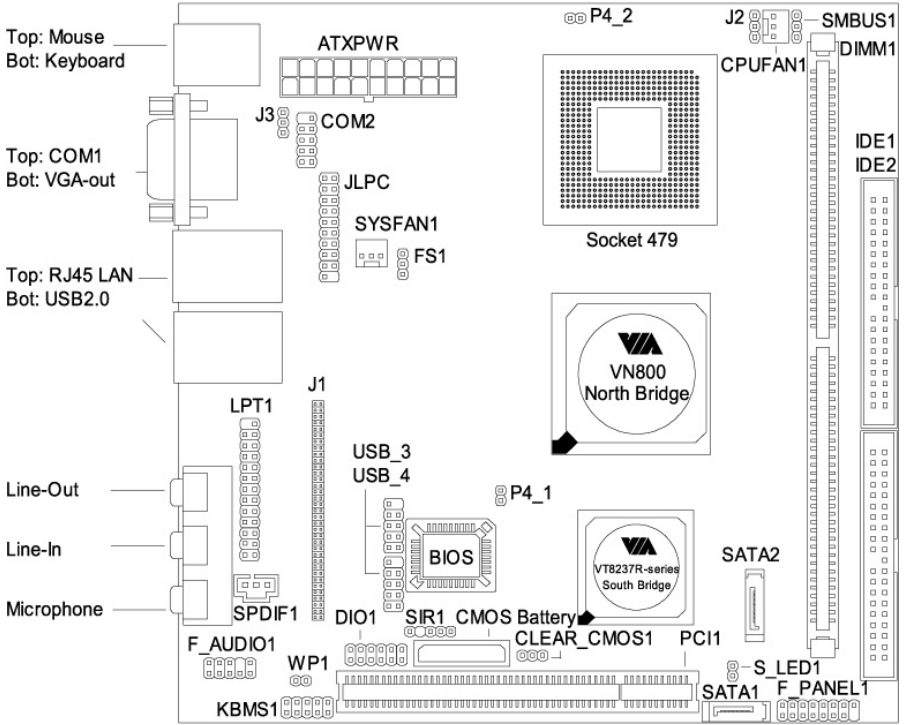 P4_2
J2
SMBUS1
Top: Mouse
Bot: Keyboard
ATXPWR
DIMM1
CPUFAN1
J3
COM2
IDE1
IDE2
Top: COM1
Bot: VGA-out
JLPC
SYSFAN1
Socket 479
FS1
Top: RJ45 LAN
Bot: USB2.0
VIA
VN800
North Bridge
J1
LPT1
USB_3
USB_4
Line-Out
P4_1
Line-In
BIOS
VIA
VT8237R-series
South Bridge
SATA2
Microphone
SPDIF1
DIO1
SIR1
CMOS Battery
CLEAR_CMOS1
PCI1
F_AUDIO1
WP1
S_LED1
F_PANEL1
SATA1
KBMS1